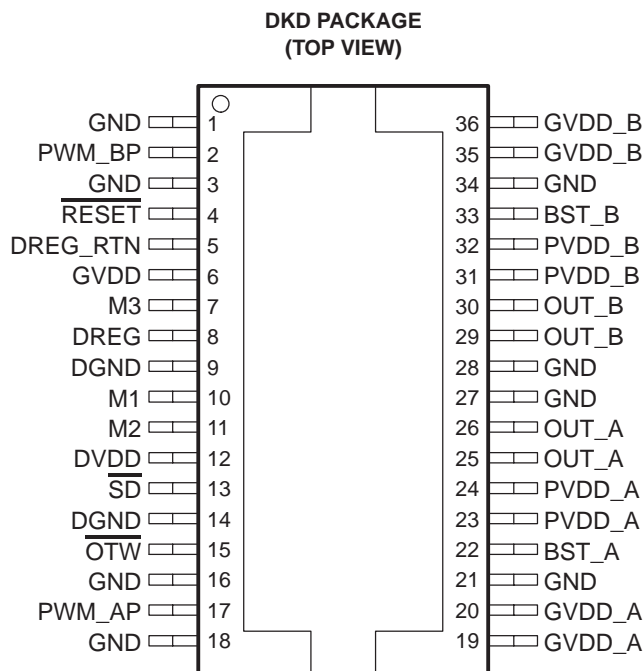 DKD PACKAGE
(TOP VIEW)
GND 1 36 GVDD_B
PWM_BP 2 35 GVDD_B
GND 3 34 GND
RESET 4 33 BST_B
DREG_RTN 5 32 PVDD_B
GVDD 6 31 PVDD_B
M3 7 30 OUT_B
DREG 8 29 OUT_B
DGND 9 28 GND
M1 10 27 GND
M2 11 26 OUT_A
DVDD 12 25 OUT_A
SD 13 24 PVDD_A
DGND 14 23 PVDD_A
OTW 15 22 BST_A
GND 16 21 GND
PWM_AP 17 20 GVDD_A
GND 18 19 GVDD_A